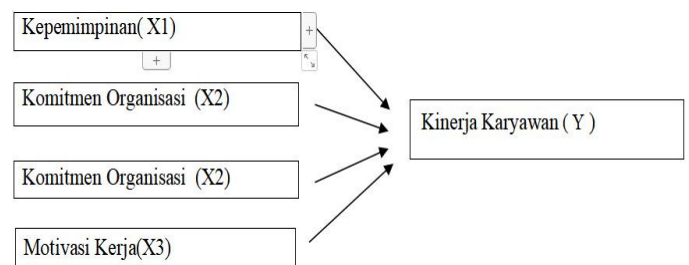 Kepemimpinan( X1)
Komitmen Organisasi (X2)
Kinerja Karyawan ( Y )
Komitmen Organisasi (X2)
Motivasi Kerja(X3)